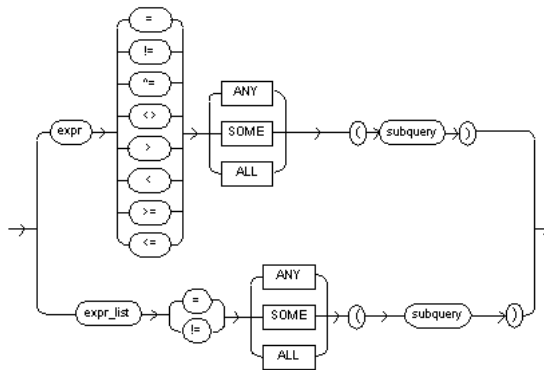 =
!=
^=
<>
>
<
>=
<=
expr
ANY
SOME
ALL
(
subquery
)
expr_list
=
!=
ANY
SOME
ALL
(
subquery
)